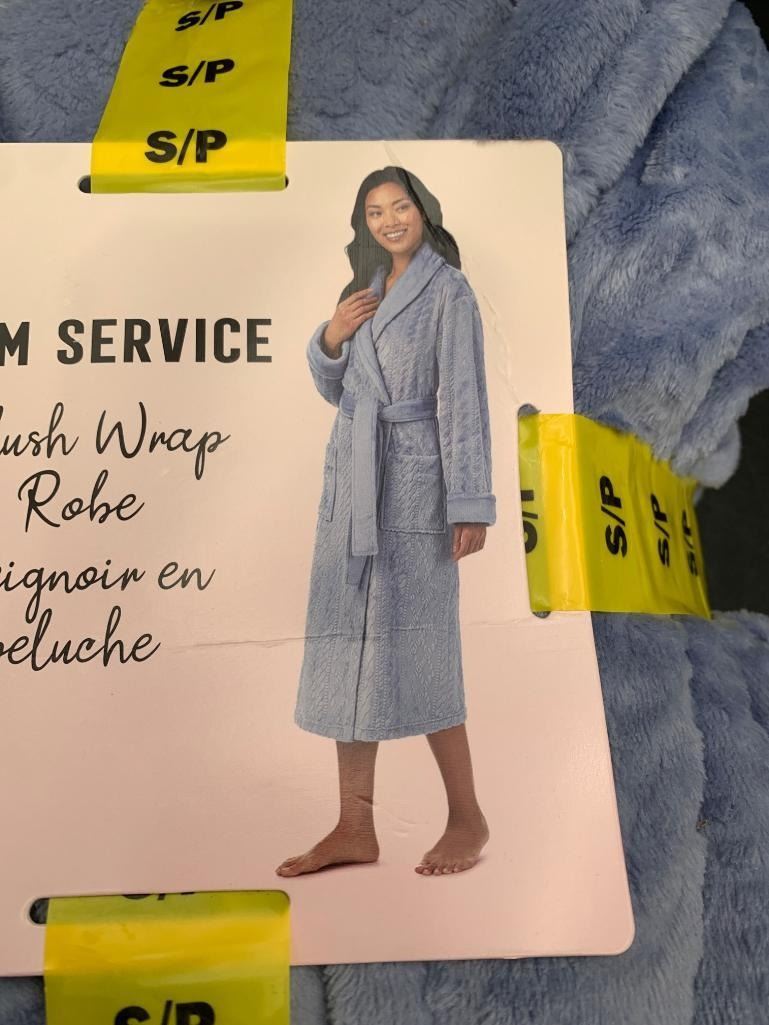 S/P
S/P
S/P
M SERVICE
lush Wrap
Robe
eignoir en
peluche
S/P
S/P
S/P
S/P
S/P